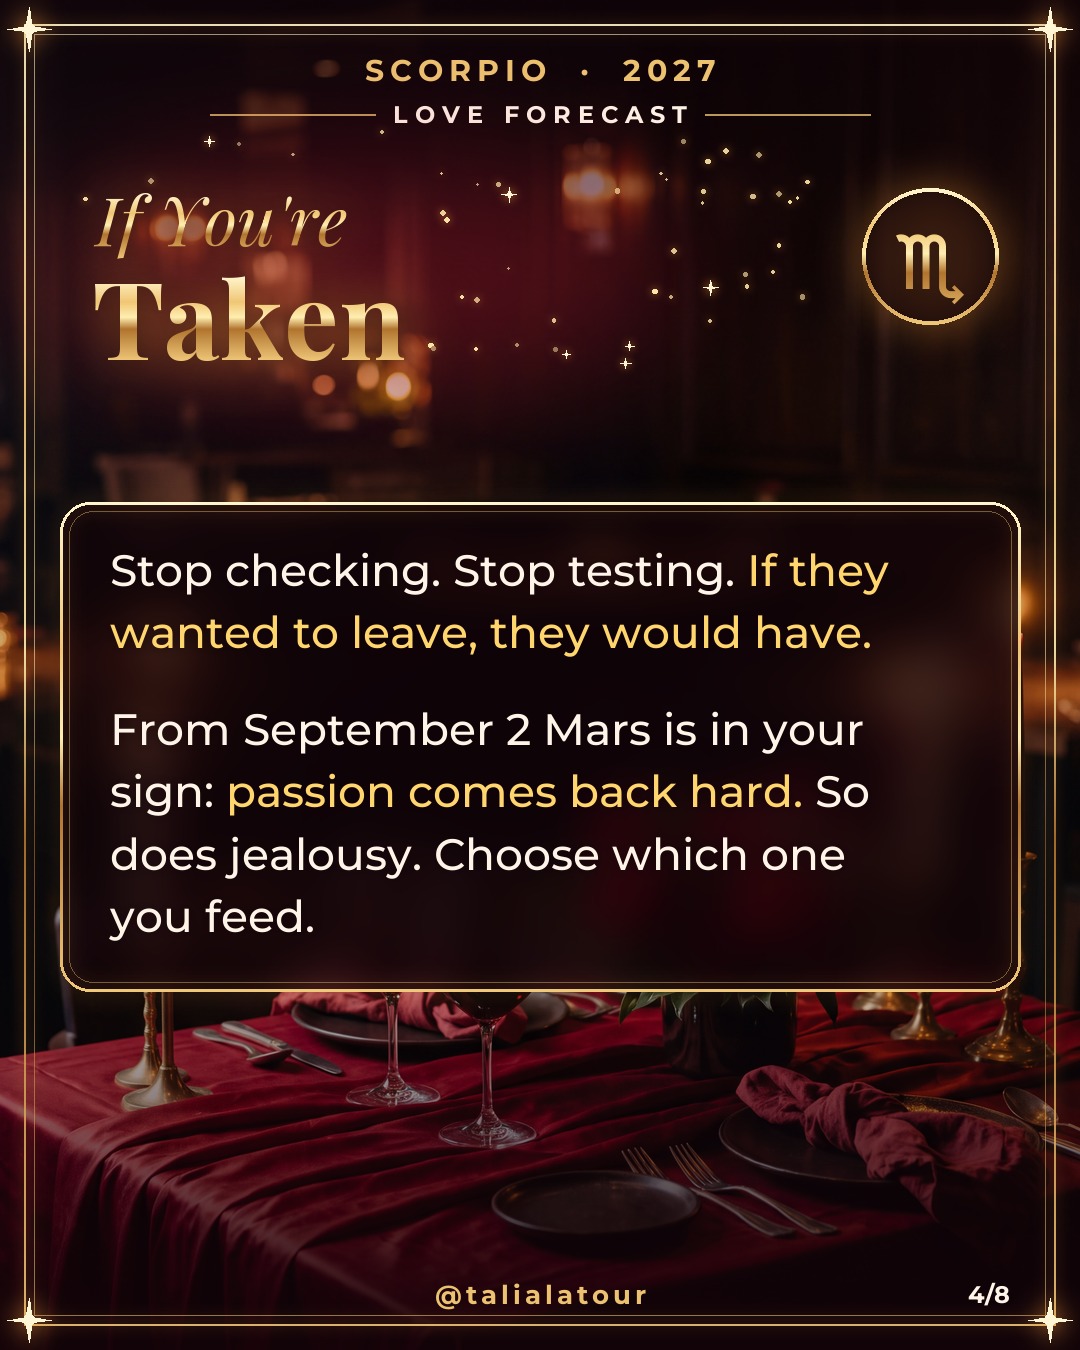 SCORPIO · 2027
LOVE FORECAST
If You're
Taken
♏
Stop checking. Stop testing. If they
wanted to leave, they would have.
From September 2 Mars is in your
sign: passion comes back hard. So
does jealousy. Choose which one
you feed.
@talialatour
4/8